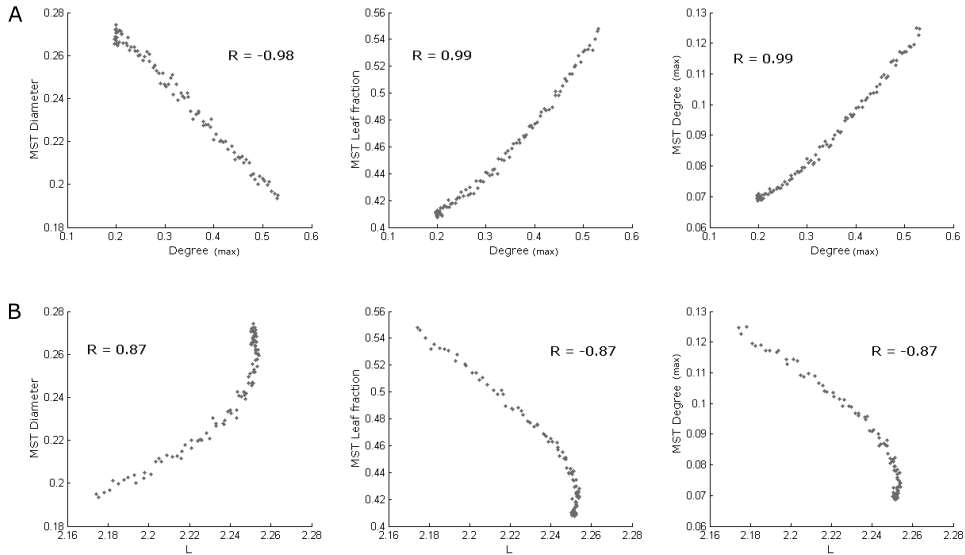 A
MST Diameter
0.28
0.26
0.24
0.22
0.2
0.18
0.1 0.2 0.3 0.4 0.5 0.6
Degree (max)
R = -0.98
MST Leaf fraction
0.56
0.54
0.5
0.48
0.46
0.44
0.42
0.4
0.1 0.2 0.3 0.4 0.5 0.6
Degree (max)
R = 0.99
MST Degree (max)
0.13
0.12
0.11
0.1
0.09
0.08
0.07
0.06
0.1 0.2 0.3 0.4 0.5 0.6
Degree (max)
R = 0.99
B
MST Diameter
0.28
0.26
0.24
0.22
0.2
0.18
2.16 2.18 2.2 2.22 2.24 2.26 2.28
L
R = 0.87
MST Leaf fraction
0.56
0.54
0.5
0.48
0.46
0.44
0.42
0.4
2.16 2.18 2.2 2.22 2.24 2.26 2.28
L
R = -0.87
MST Degree (max)
0.13
0.12
0.11
0.1
0.09
0.08
0.07
0.06
2.16 2.18 2.2 2.22 2.24 2.26 2.28
L
R = -0.87